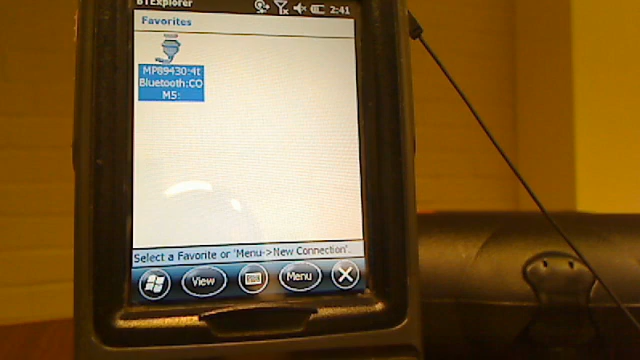 BTExplorer 2:41
Favorites
MP89430:4t
Bluetooth:CO
M5:
Select a Favorite or 'Menu->New Connection'.
View Menu